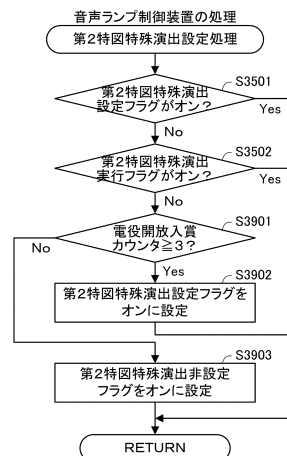 音声ランプ制御装置の処理
第2特図特殊演出設定処理
S3501
第2特図特殊演出
設定フラグがオン?
Yes
No
S3502
第2特図特殊演出
実行フラグがオン?
Yes
No
S3901
電役開放入賞
カウンタ≧3?
No
Yes
S3902
第2特図特殊演出設定フラグを
オンに設定
S3903
第2特図特殊演出非設定
フラグをオンに設定
RETURN